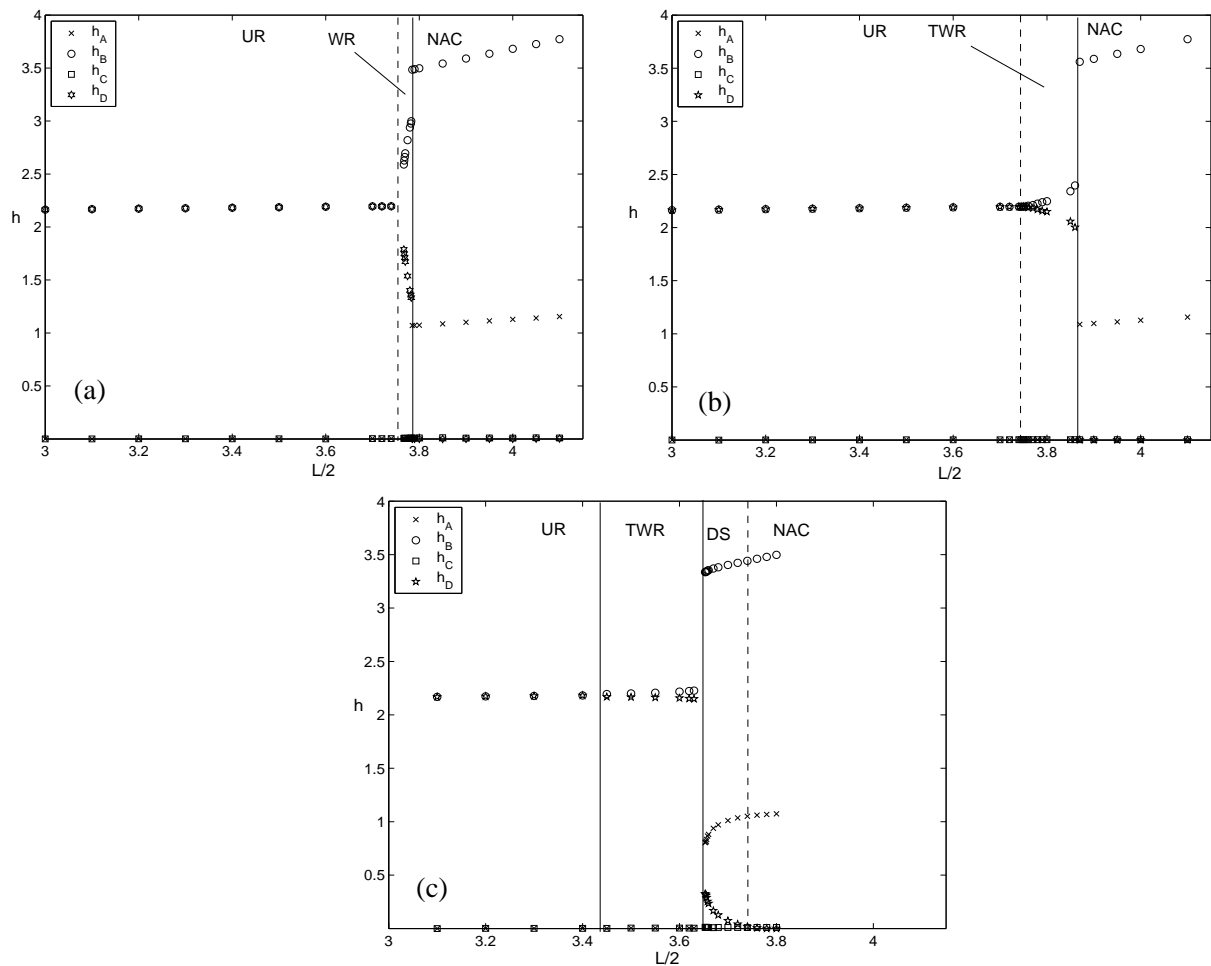 4
3.5
3
2.5
2
1.5
1
0.5
h
h_A
h_B
h_C
h_D
UR
WR
NAC
(a)
3 3.2 3.4 3.6 3.8 4
L/2
4
3.5
3
2.5
2
1.5
1
0.5
h
h_A
h_B
h_C
h_D
UR
TWR
NAC
(b)
3 3.2 3.4 3.6 3.8 4
L/2
4
3.5
3
2.5
2
1.5
1
0.5
h
h_A
h_B
h_C
h_D
UR
TWR
DS
NAC
(c)
3 3.2 3.4 3.6 3.8 4
L/2